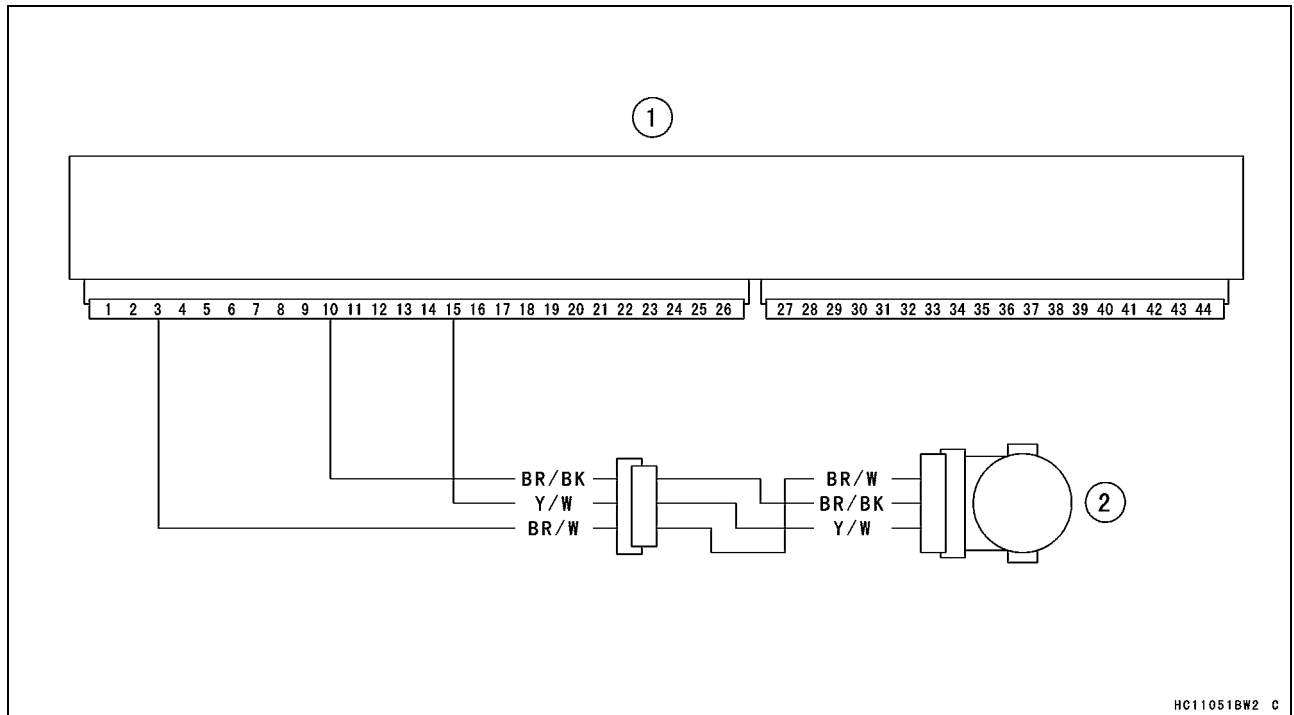 1
1 2 3 4 5 6 7 8 9 10 11 12 13 14 15 16 17 18 19 20 21 22 23 24 25 26 27 28 29 30 31 32 33 34 35 36 37 38 39 40 41 42 43 44
BR/BK BR/W
Y/W BR/BK 2
BR/W Y/W
HC11051BW2 C